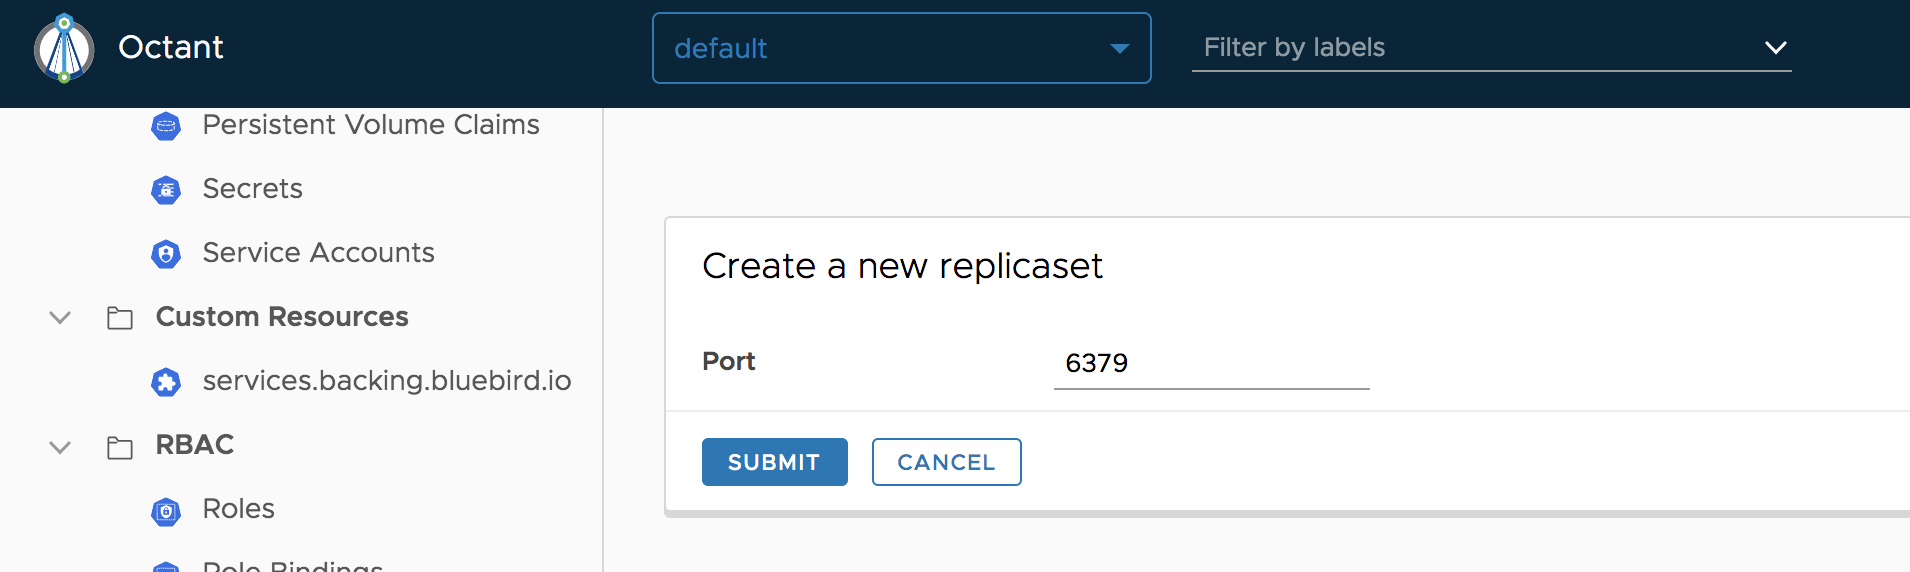 Octant
default
Filter by labels
Persistent Volume Claims
Secrets
Service Accounts
Custom Resources
services.backing.bluebird.io
RBAC
Roles
Role Bindings
Create a new replicaset
Port
6379
SUBMIT
CANCEL